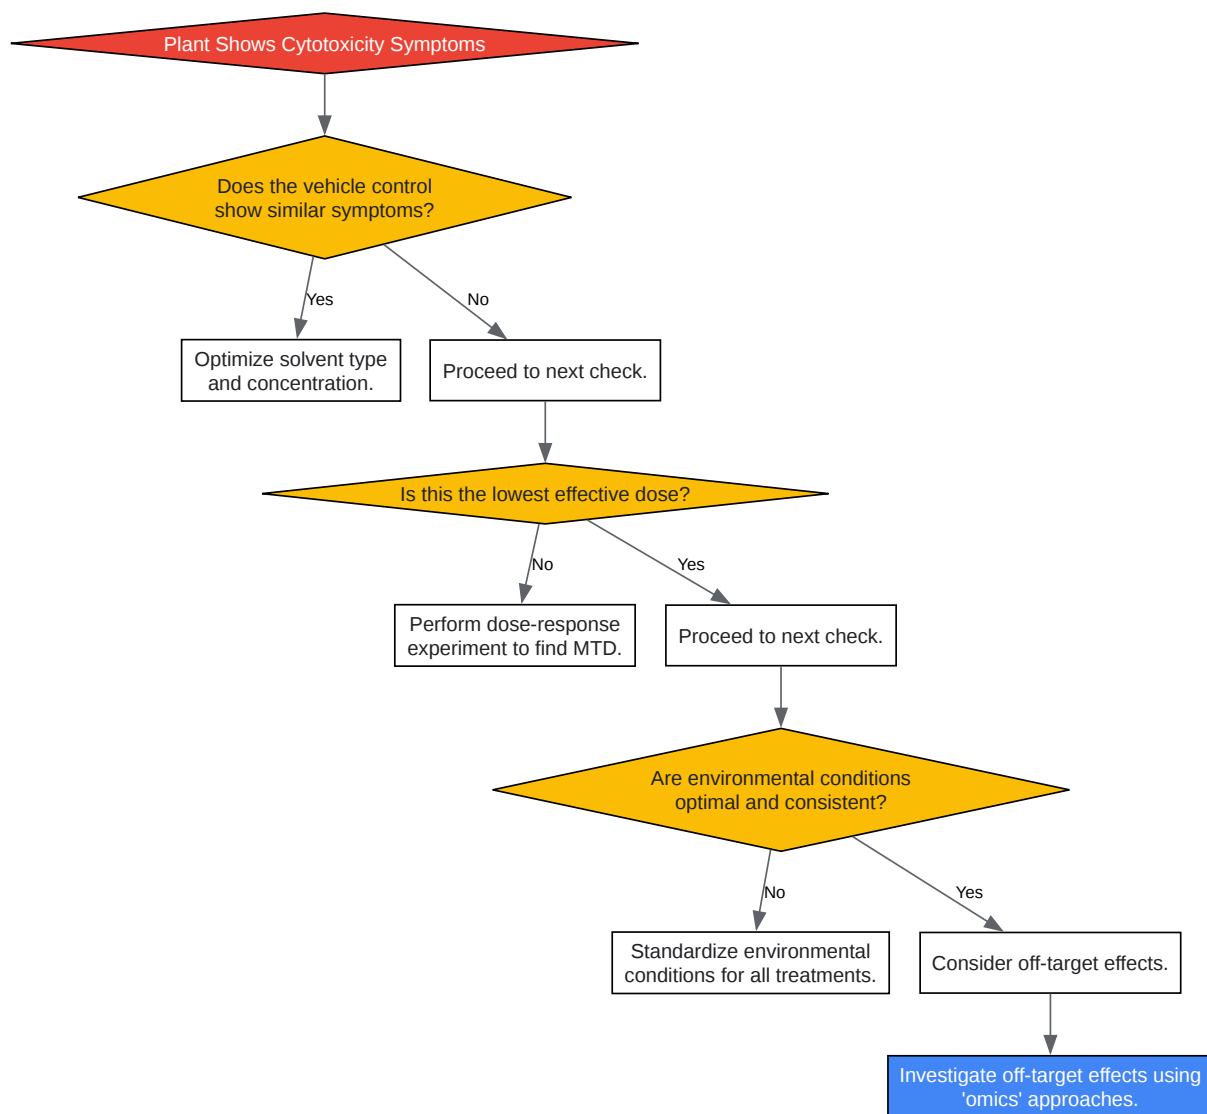 Plant Shows Cytotoxicity Symptoms
Does the vehicle control
show similar symptoms?
Yes
No
Optimize solvent type
and concentration.
Proceed to next check.
Is this the lowest effective dose?
No
Yes
Perform dose-response
experiment to find MTD.
Proceed to next check.
Are environmental conditions
optimal and consistent?
No
Yes
Standardize environmental
conditions for all treatments.
Consider off-target effects.
Investigate off-target effects using
'omics' approaches.